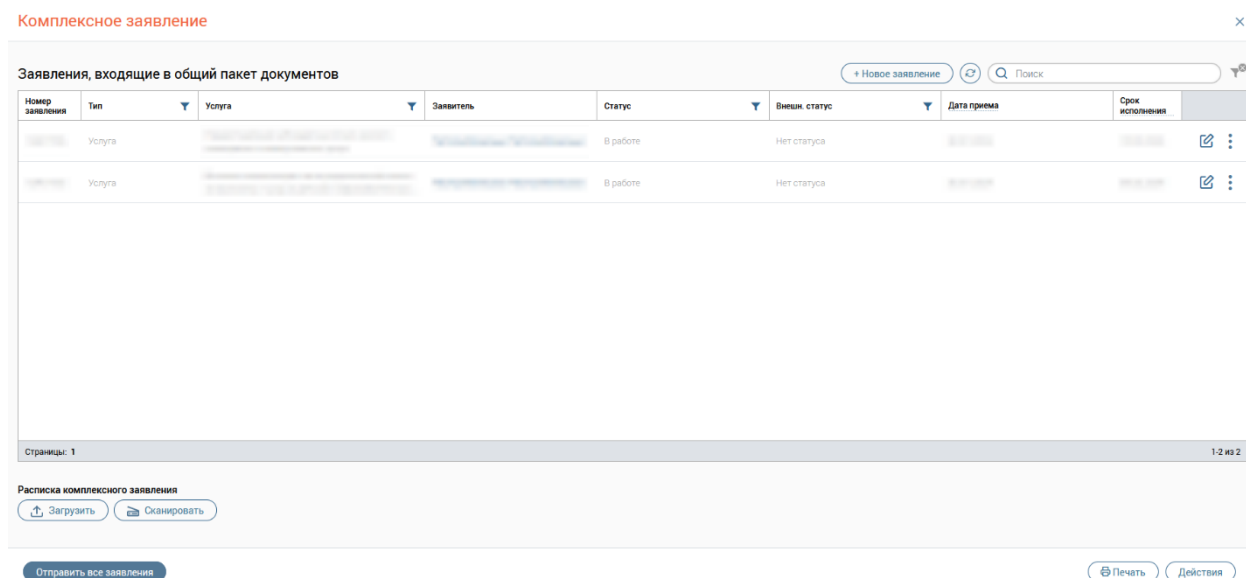 Комплексное заявление
Заявления, входящие в общий пакет документов
+ Новое заявление
Поиск
Номер заявления Тип Услуга Заявитель Статус Внешн. статус Дата приема Срок исполнения
Услуга В работе Нет статуса
Услуга В работе Нет статуса
Страницы: 1 1-2 из 2
Расписка комплексного заявления
Загрузить Сканировать
Отправить все заявления Печать Действия